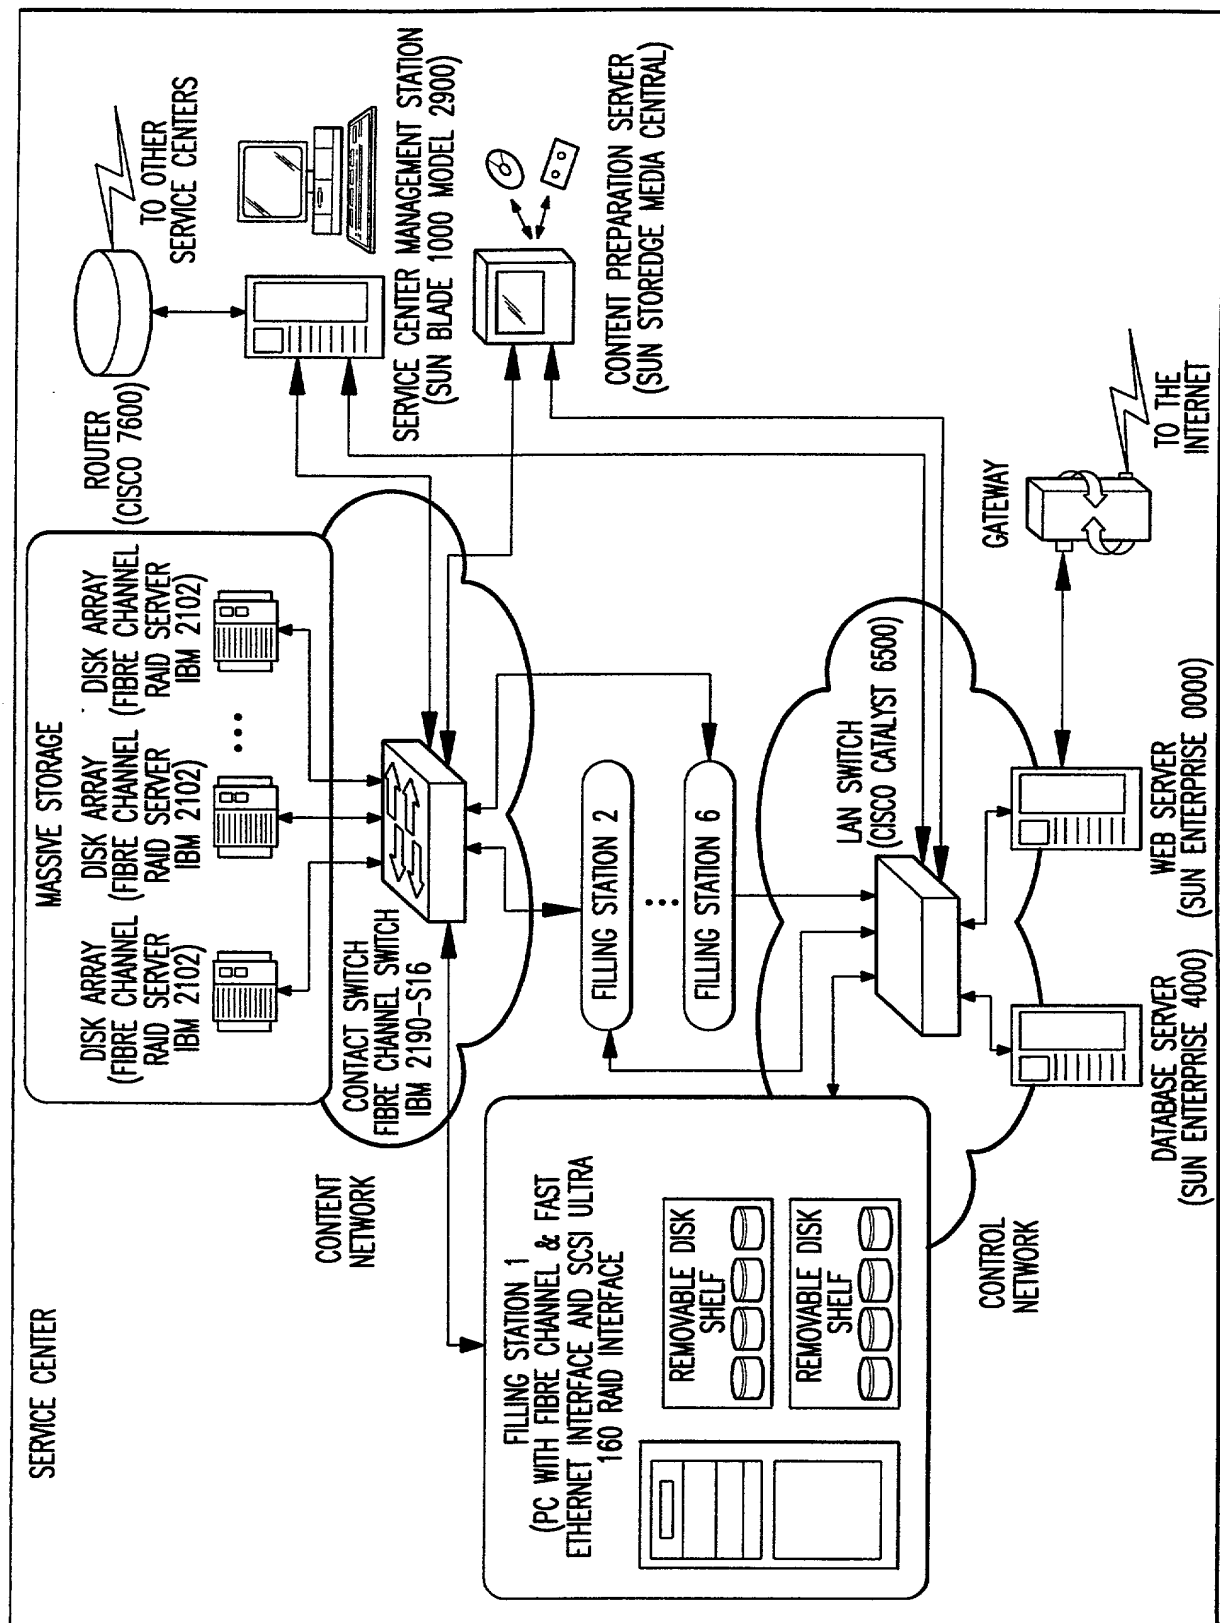 SERVICE CENTER
MASSIVE STORAGE
DISK ARRAY
(FIBRE CHANNEL
RAID SERVER
IBM 2102)
DISK ARRAY
(FIBRE CHANNEL
RAID SERVER
IBM 2102)
DISK ARRAY
(FIBRE CHANNEL
RAID SERVER
IBM 2102)
ROUTER
(CISCO 7600)
TO OTHER
SERVICE CENTERS
SERVICE CENTER MANAGEMENT STATION
(SUN BLADE 1000 MODEL 2900)
CONTENT
NETWORK
CONTACT SWITCH
FIBRE CHANNEL SWITCH
IBM 2190-S16
CONTENT PREPARATION SERVER
(SUN STOREDGE MEDIA CENTRAL)
FILLING STATION 1
(PC WITH FIBRE CHANNEL & FAST
ETHERNET INTERFACE AND SCSI ULTRA
160 RAID INTERFACE
REMOVABLE DISK
SHELF
REMOVABLE DISK
SHELF
FILLING STATION 2
FILLING STATION 6
LAN SWITCH
(CISCO CATALYST 6500)
CONTROL
NETWORK
GATEWAY
TO THE
INTERNET
DATABASE SERVER
(SUN ENTERPRISE 4000)
WEB SERVER
(SUN ENTERPRISE 0000)